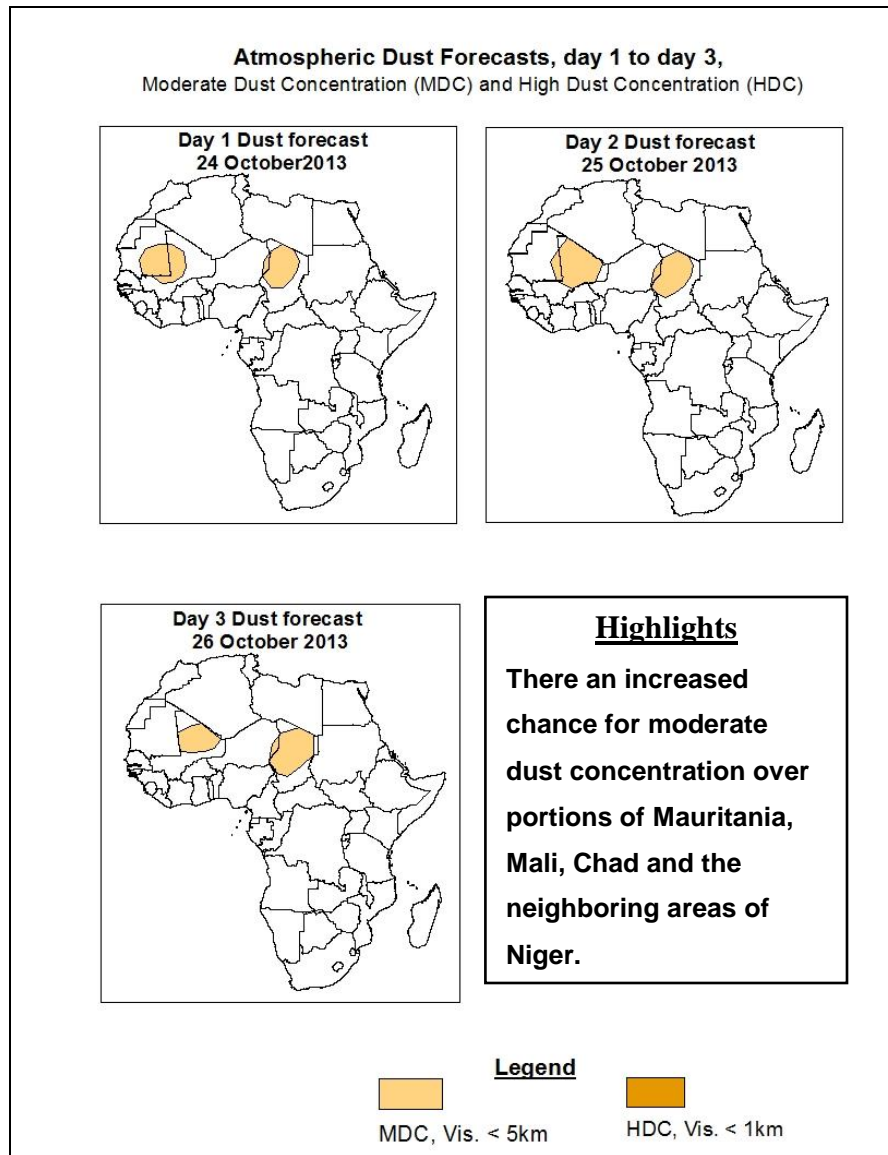 Atmospheric Dust Forecasts, day 1 to day 3,
Moderate Dust Concentration (MDC) and High Dust Concentration (HDC)
Day 1 Dust forecast
24 October2013
Day 2 Dust forecast
25 October 2013
Day 3 Dust forecast
26 October 2013
Highlights
There an increased
chance for moderate
dust concentration over
portions of Mauritania,
Mali, Chad and the
neighboring areas of
Niger.
Legend
MDC, Vis. < 5km
HDC, Vis. < 1km